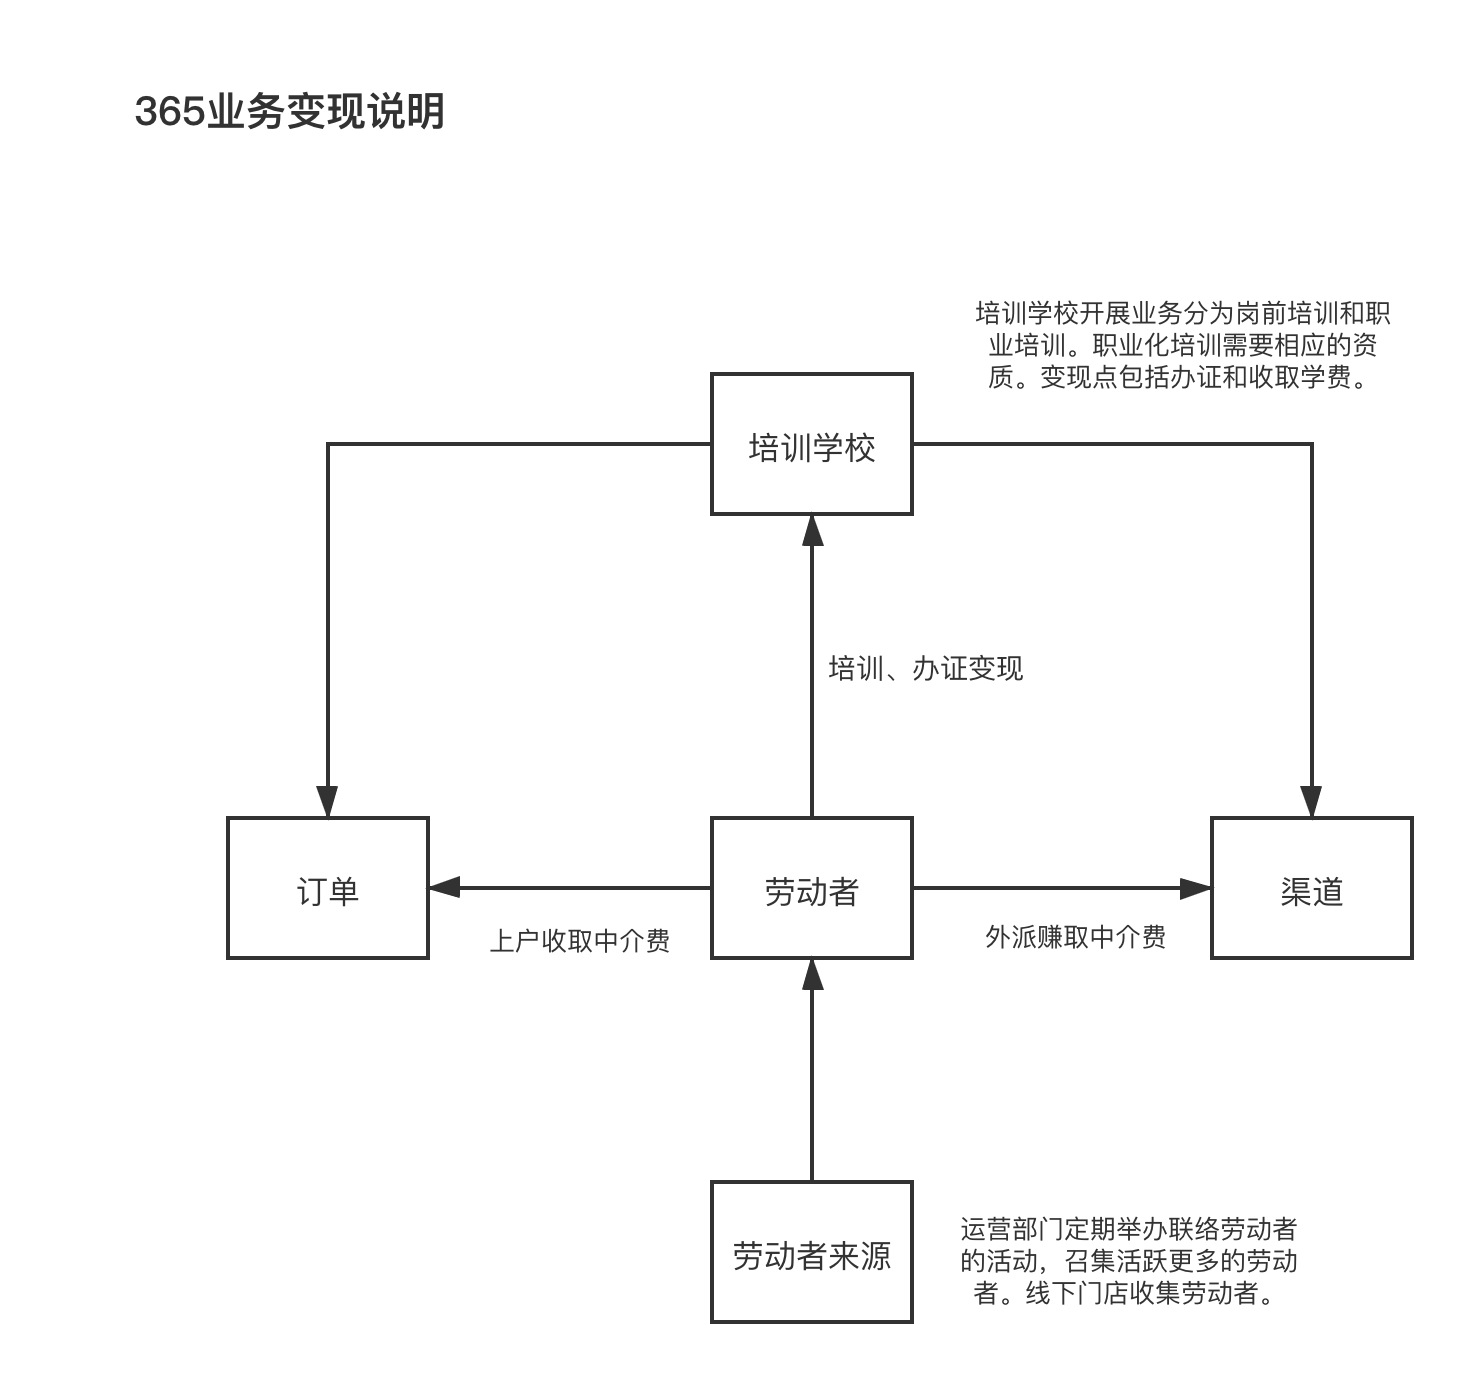 365业务变现说明
培训学校开展业务分为岗前培训和职
业培训。职业化培训需要相应的资
质。变现点包括办证和收取学费。
培训学校
培训、办证变现
订单
劳动者
渠道
上户收取中介费
外派赚取中介费
劳动者来源
运营部门定期举办联络劳动者
的活动，召集活跃更多的劳动
者。线下门店收集劳动者。